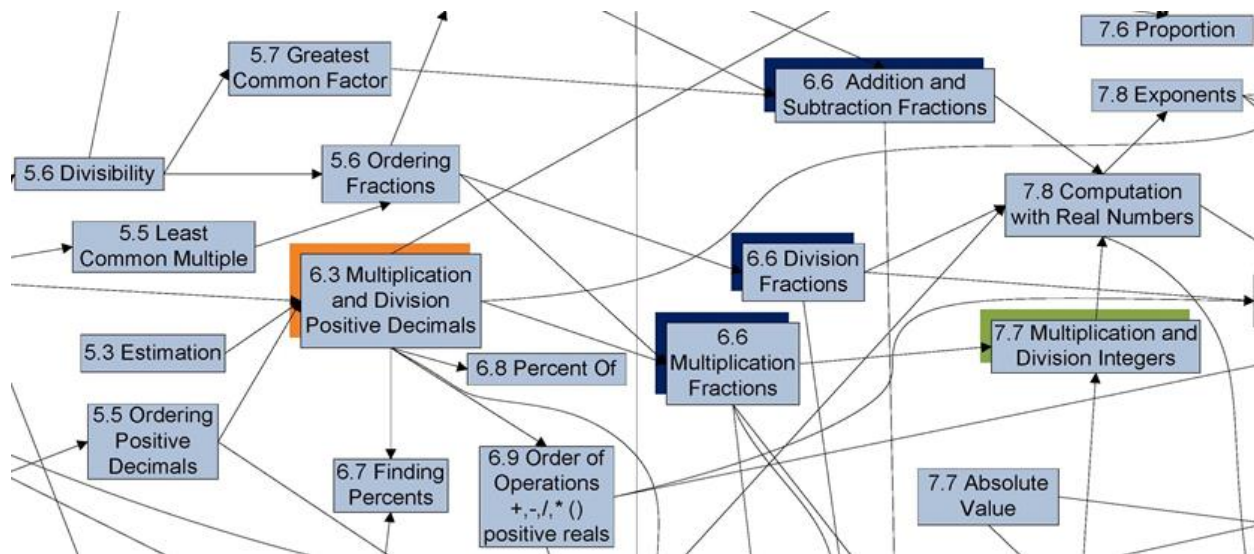 5.7 Greatest
Common Factor
6.6 Addition and
Subtraction Fractions
7.6 Proportion
7.8 Exponents
5.6 Divisibility
5.6 Ordering
Fractions
7.8 Computation
with Real Numbers
5.5 Least
Common Multiple
6.3 Multiplication
and Division
Positive Decimals
6.6 Division
Fractions
5.3 Estimation
6.8 Percent Of
6.6
Multiplication
Fractions
7.7 Multiplication and
Division Integers
5.5 Ordering
Positive
Decimals
6.7 Finding
Percents
6.9 Order of
Operations
+,-,/,* ()
positive reals
7.7 Absolute
Value